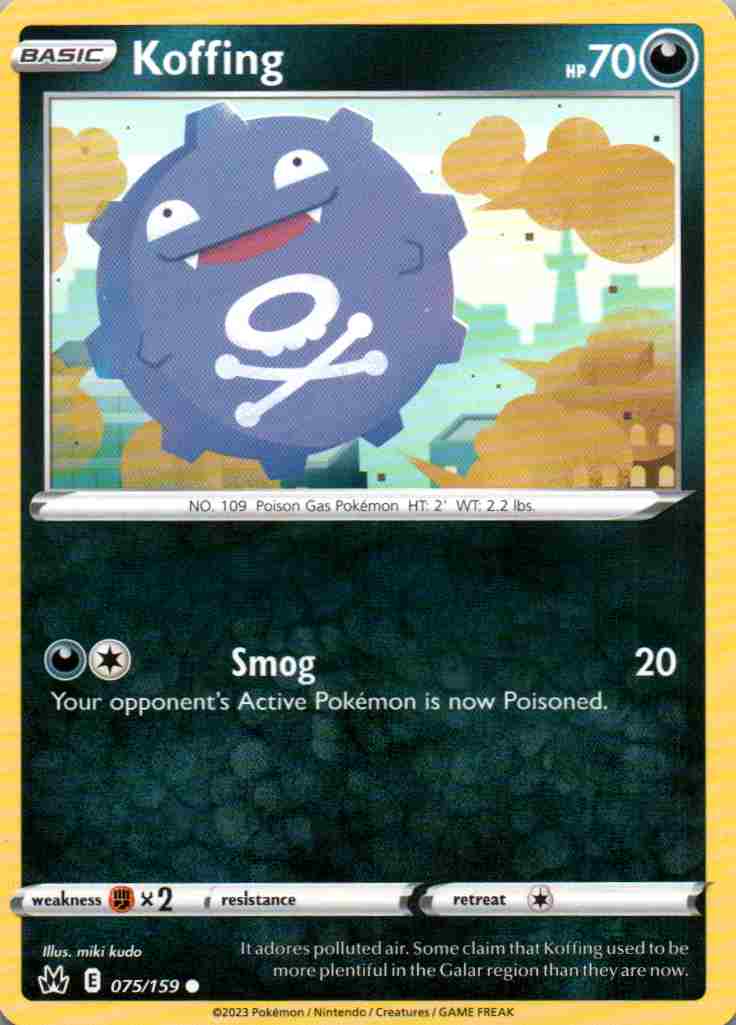 BASIC Koffing HP 70
NO. 109 Poison Gas Pokémon HT: 2' WT: 2.2 lbs.
Smog 20
Your opponent's Active Pokémon is now Poisoned.
weakness ×2 resistance retreat
Illus. miki kudo
It adores polluted air. Some claim that Koffing used to be
more plentiful in the Galar region than they are now.
E 075/159
©2023 Pokémon / Nintendo / Creatures / GAME FREAK